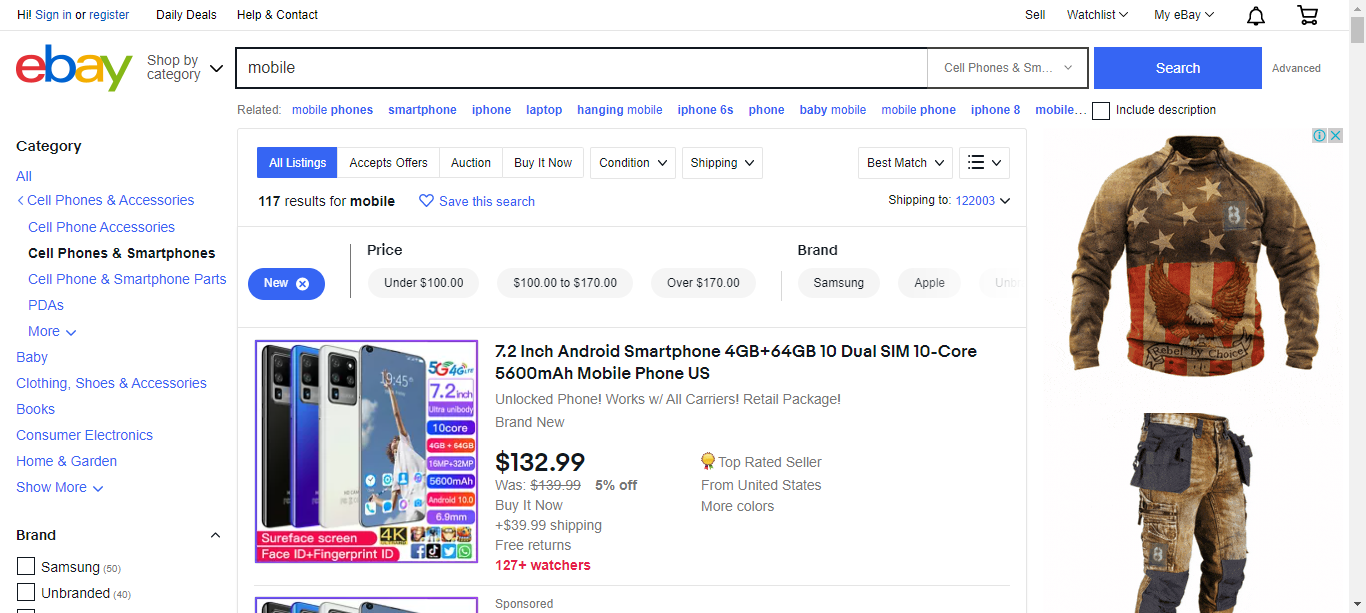 Hi! Sign in or register Daily Deals Help & Contact Sell Watchlist My eBay
ebay Shop by category mobile Cell Phones & Sm... Search Advanced
Related: mobile phones smartphone iphone laptop hanging mobile iphone 6s phone baby mobile mobile phone iphone 8 mobile... Include description
Category
All
Cell Phones & Accessories
Cell Phone Accessories
Cell Phones & Smartphones
Cell Phone & Smartphone Parts
PDAs
More
Baby
Clothing, Shoes & Accessories
Books
Consumer Electronics
Home & Garden
Show More
Brand
Samsung (50)
Unbranded (40)
All Listings Accepts Offers Auction Buy It Now Condition Shipping Best Match
117 results for mobile Save this search Shipping to: 122003
Price Brand
New Under $100.00 $100.00 to $170.00 Over $170.00 Samsung Apple
5G4G LTE
19:45
7.2inch
Ultra unibody
10core
4GB + 64GB
16MP+32MP
5600mAh
Android 10.0
6.9mm
Sureface screen 4K
Face ID+Fingerprint ID
7.2 Inch Android Smartphone 4GB+64GB 10 Dual SIM 10-Core
5600mAh Mobile Phone US
Unlocked Phone! Works w/ All Carriers! Retail Package!
Brand New
$132.99 Top Rated Seller
Was: $139.99 5% off From United States
Buy It Now More colors
+$39.99 shipping
Free returns
127+ watchers
Sponsored
Rebel by Choice
8
8